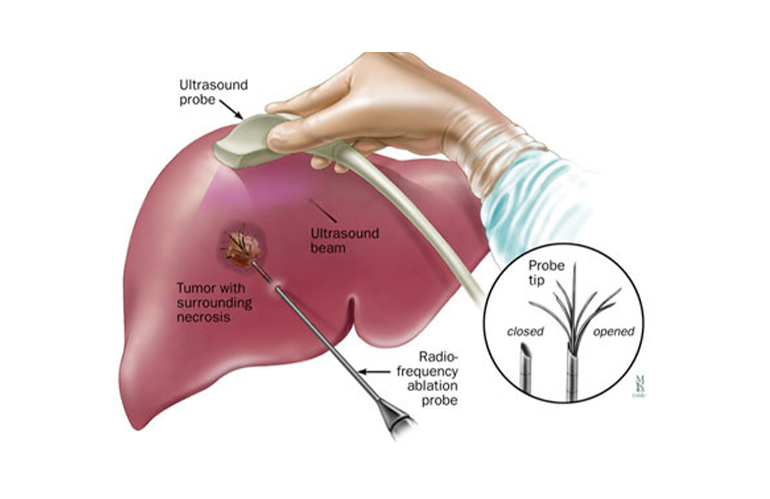 Ultrasound
probe
Ultrasound
beam
Tumor with
surrounding
necrosis
Radio-
frequency
ablation
probe
Probe
tip
closed
opened